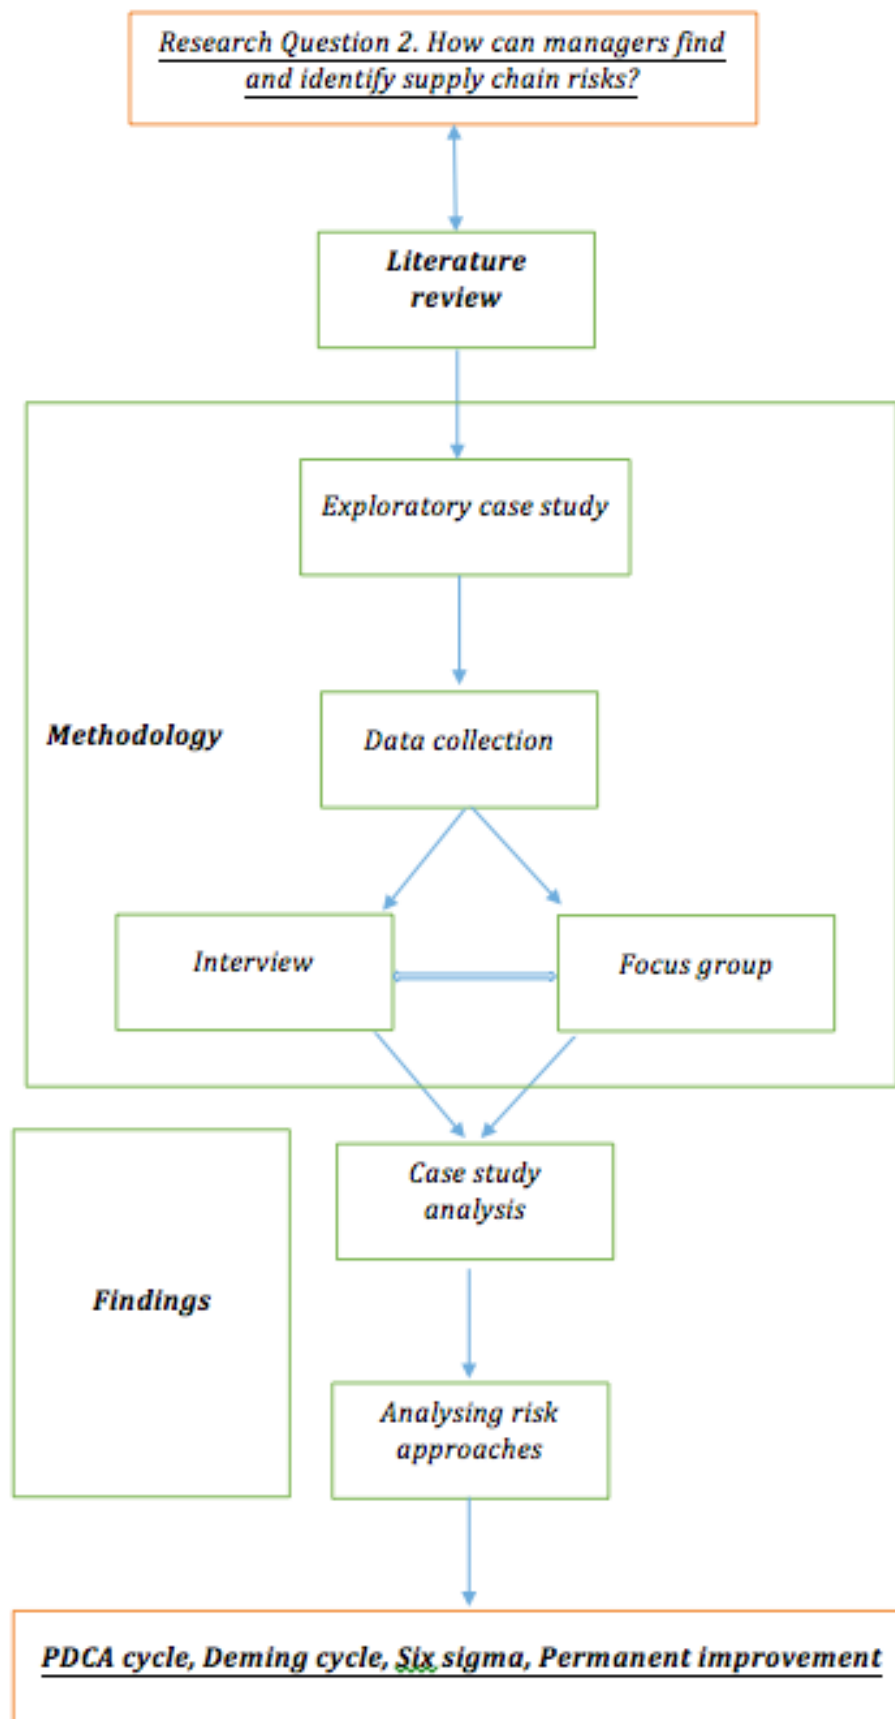 Research Question 2. How can managers find
and identify supply chain risks?
Literature
review
Exploratory case study
Methodology
Data collection
Interview
Focus group
Case study
analysis
Findings
Analysing risk
approaches
PDCA cycle, Deming cycle, Six sigma, Permanent improvement